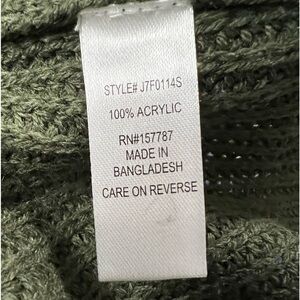 STYLE# J7F0114S
100% ACRYLIC
RN#157787
MADE IN
BANGLADESH
CARE ON REVERSE